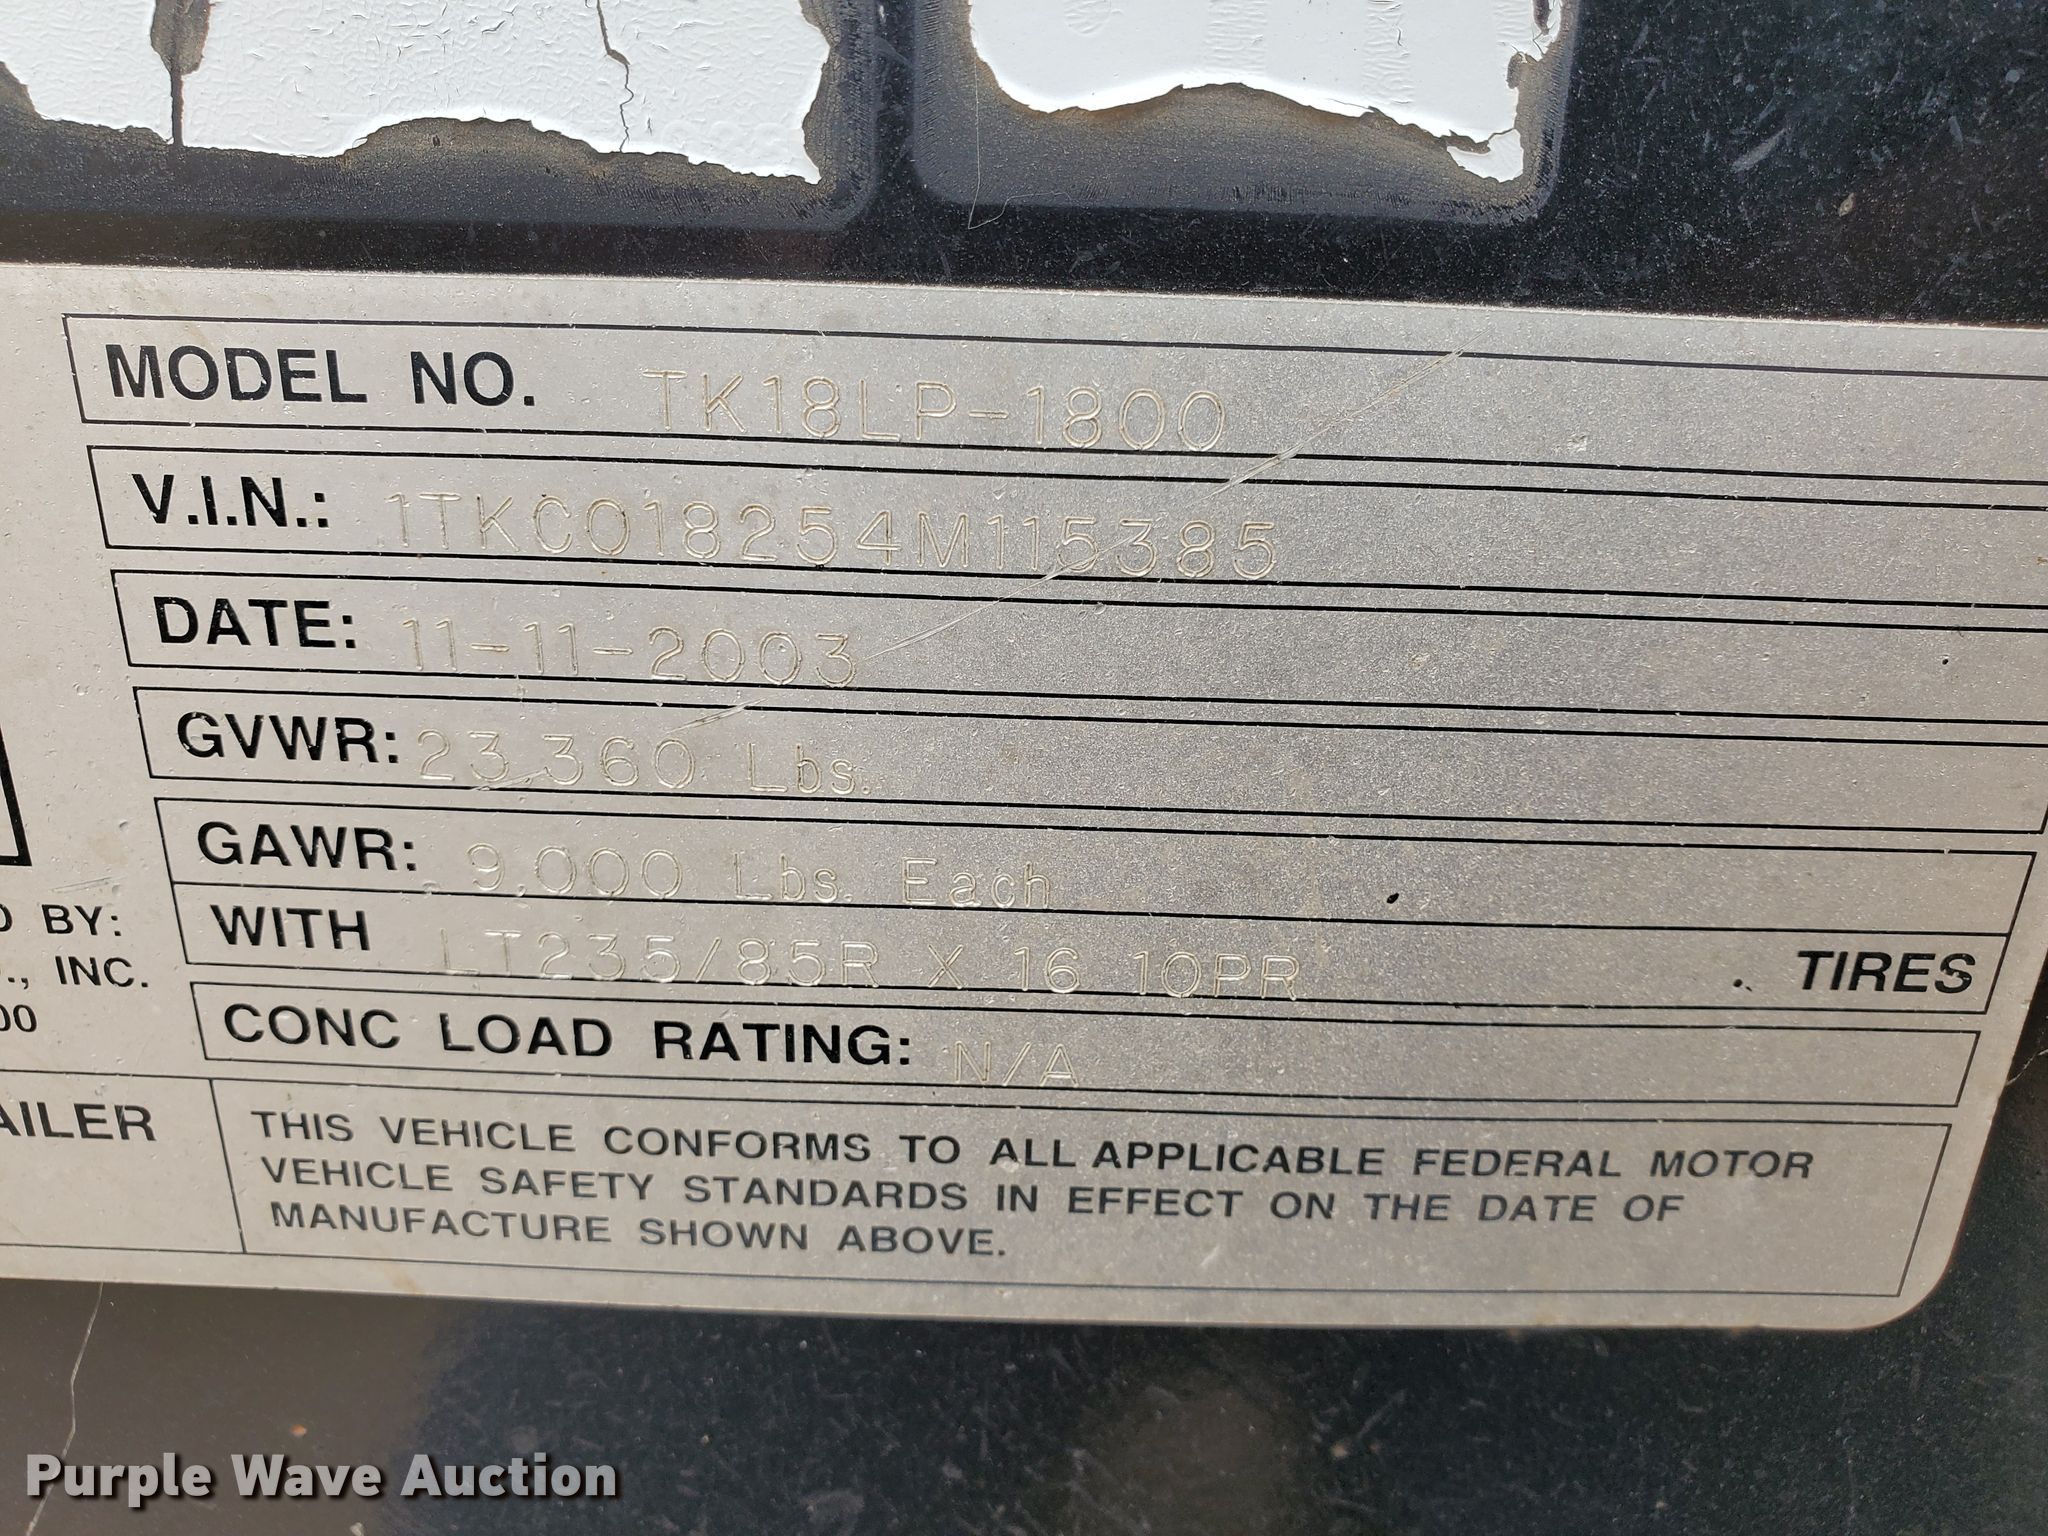 MODEL NO. TK18LP-1800
V.I.N.: 1TKC018254M115385
DATE: 11-11-2003
GVWR: 23,360 Lbs.
GAWR: 9,000 Lbs. Each
WITH LT235/85R X 16 10PR TIRES
CONC LOAD RATING: N/A
D BY:
., INC.
00
AILER
THIS VEHICLE CONFORMS TO ALL APPLICABLE FEDERAL MOTOR
VEHICLE SAFETY STANDARDS IN EFFECT ON THE DATE OF
MANUFACTURE SHOWN ABOVE.
Purple Wave Auction